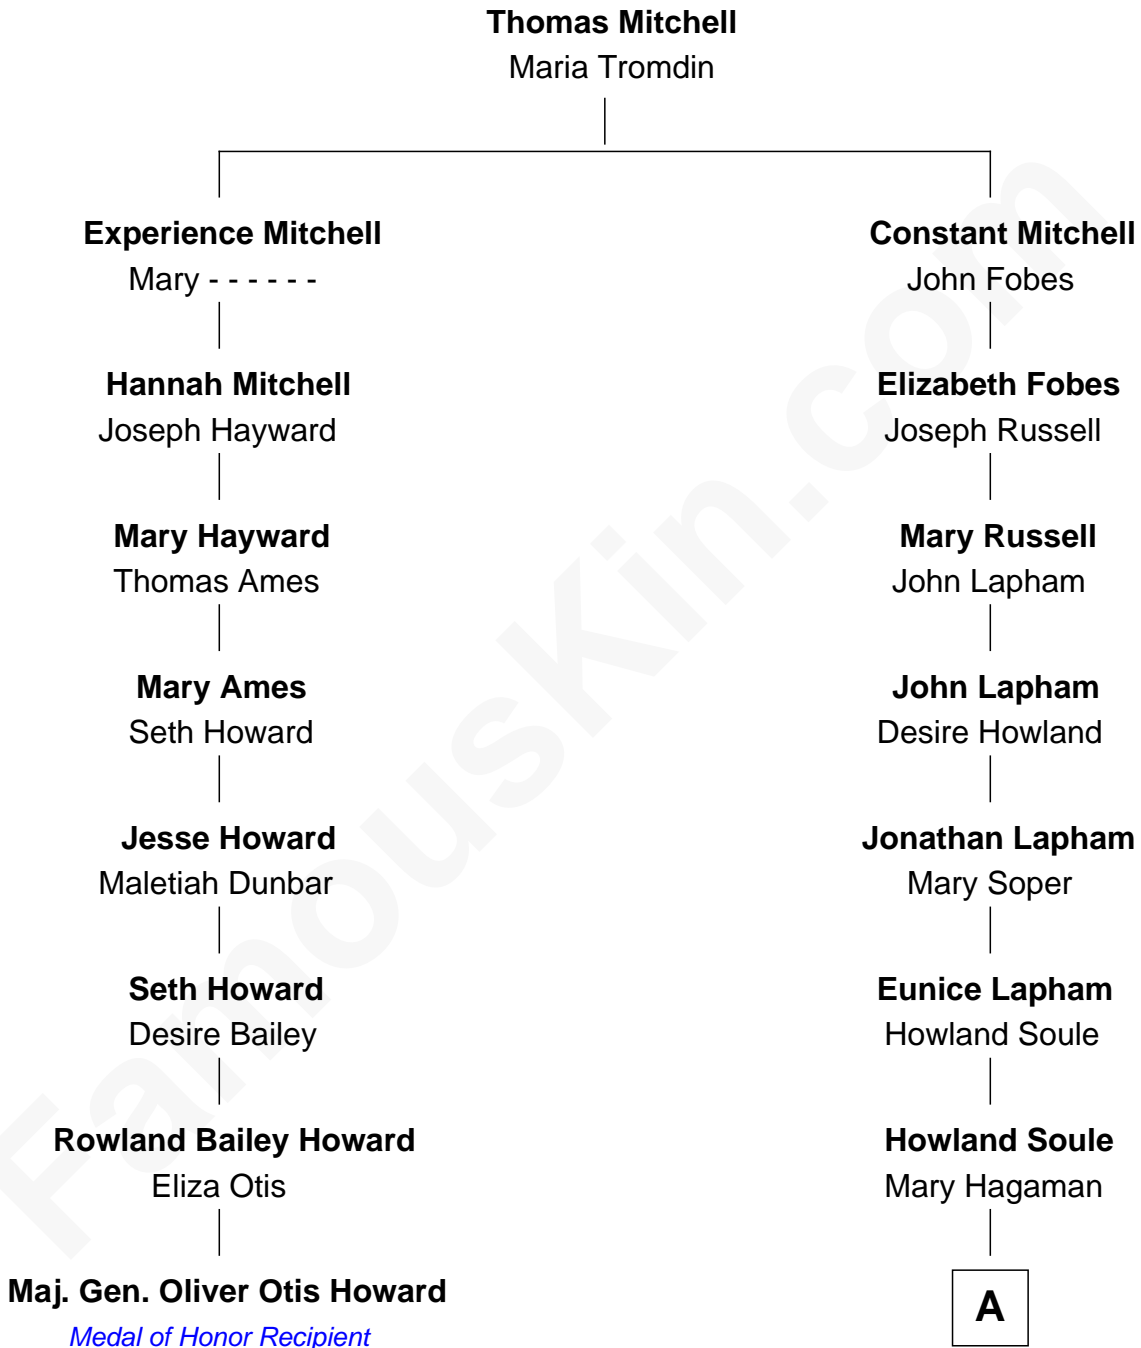 Thomas Mitchell
Maria Tromdin
Experience Mitchell
Mary - - - - - -
Constant Mitchell
John Fobes
Hannah Mitchell
Joseph Hayward
Elizabeth Fobes
Joseph Russell
Mary Hayward
Thomas Ames
Mary Russell
John Lapham
Mary Ames
Seth Howard
John Lapham
Desire Howland
Jesse Howard
Maletiah Dunbar
Jonathan Lapham
Mary Soper
Seth Howard
Desire Bailey
Eunice Lapham
Howland Soule
Rowland Bailey Howard
Eliza Otis
Howland Soule
Mary Hagaman
Maj. Gen. Oliver Otis Howard
Medal of Honor Recipient
A
FamousKin.com